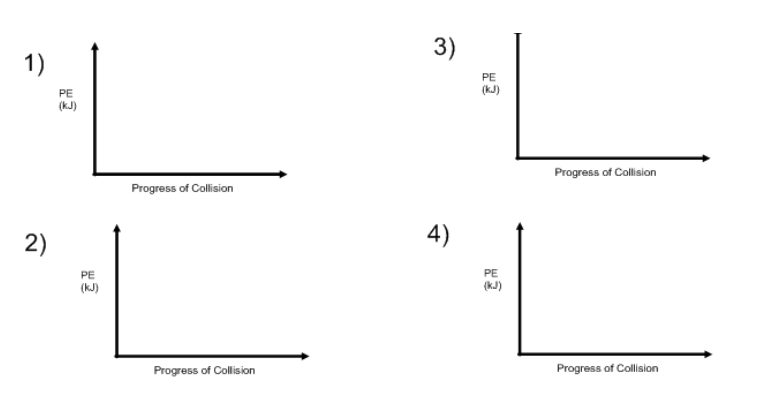 1)
PE
(kJ)
Progress of Collision
2)
PE
(kJ)
Progress of Collision
3)
PE
(kJ)
Progress of Collision
4)
PE
(kJ)
Progress of Collision